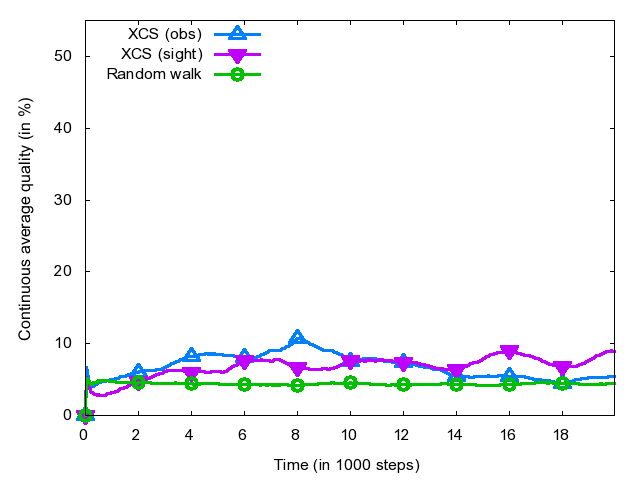 XCS (obs)
XCS (sight)
Random walk
Continuous average quality (in %)
50
40
30
20
10
0
0 2 4 6 8 10 12 14 16 18
Time (in 1000 steps)